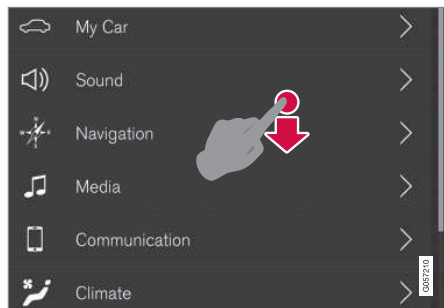 My Car
Sound
Navigation
Media
Communication
Climate
G057210